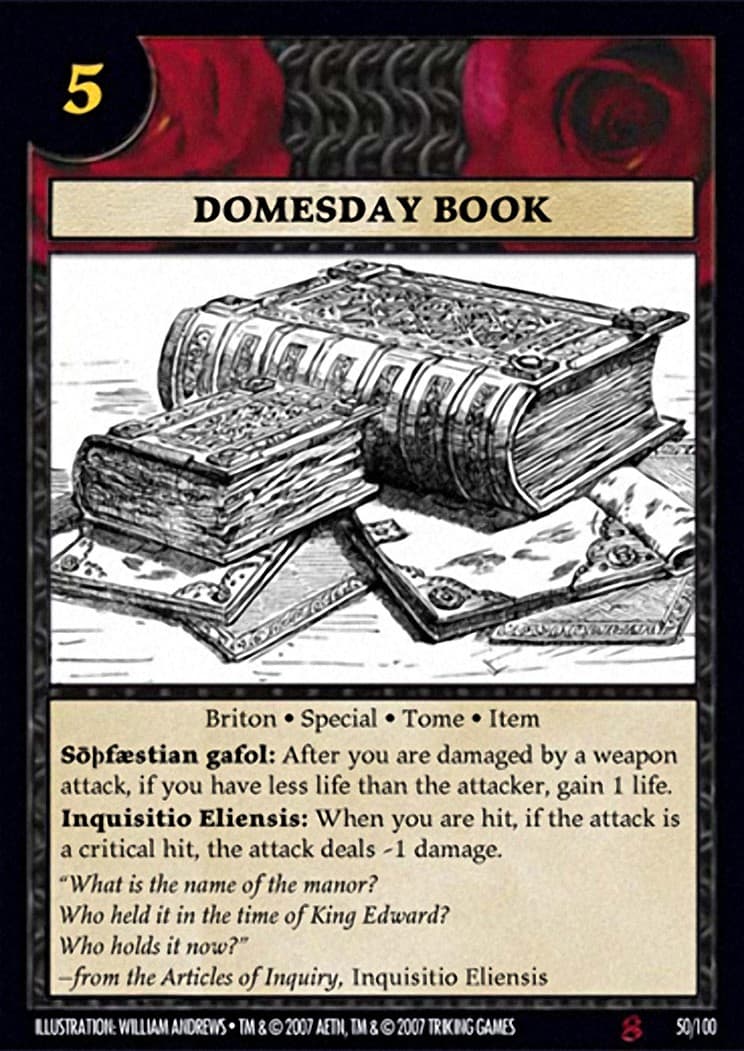 5
DOMESDAY BOOK
Briton • Special • Tome • Item
Sōþfæstian gafol: After you are damaged by a weapon
attack, if you have less life than the attacker, gain 1 life.
Inquisitio Eliensis: When you are hit, if the attack is
a critical hit, the attack deals -1 damage.
“What is the name of the manor?
Who held it in the time of King Edward?
Who holds it now?”
–from the Articles of Inquiry, Inquisitio Eliensis
ILLUSTRATION: WILLIAM ANDREWS • TM & © 2007 AETN, TM & © 2007 TRIKING GAMES
50/100